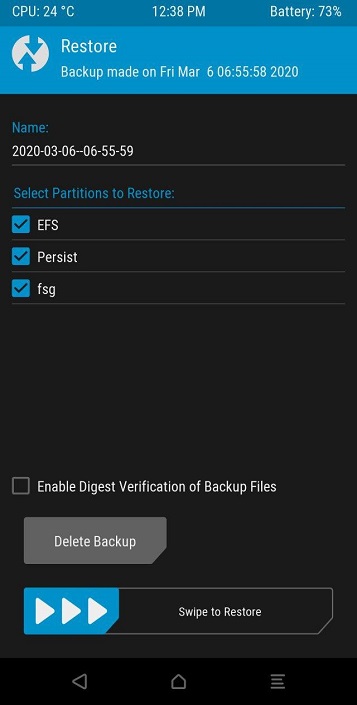 CPU: 24 °C 12:38 PM Battery: 73%
Restore
Backup made on Fri Mar  6 06:55:58 2020
Name:
2020-03-06--06-55-59
Select Partitions to Restore:
EFS
Persist
fsg
Enable Digest Verification of Backup Files
Delete Backup
Swipe to Restore